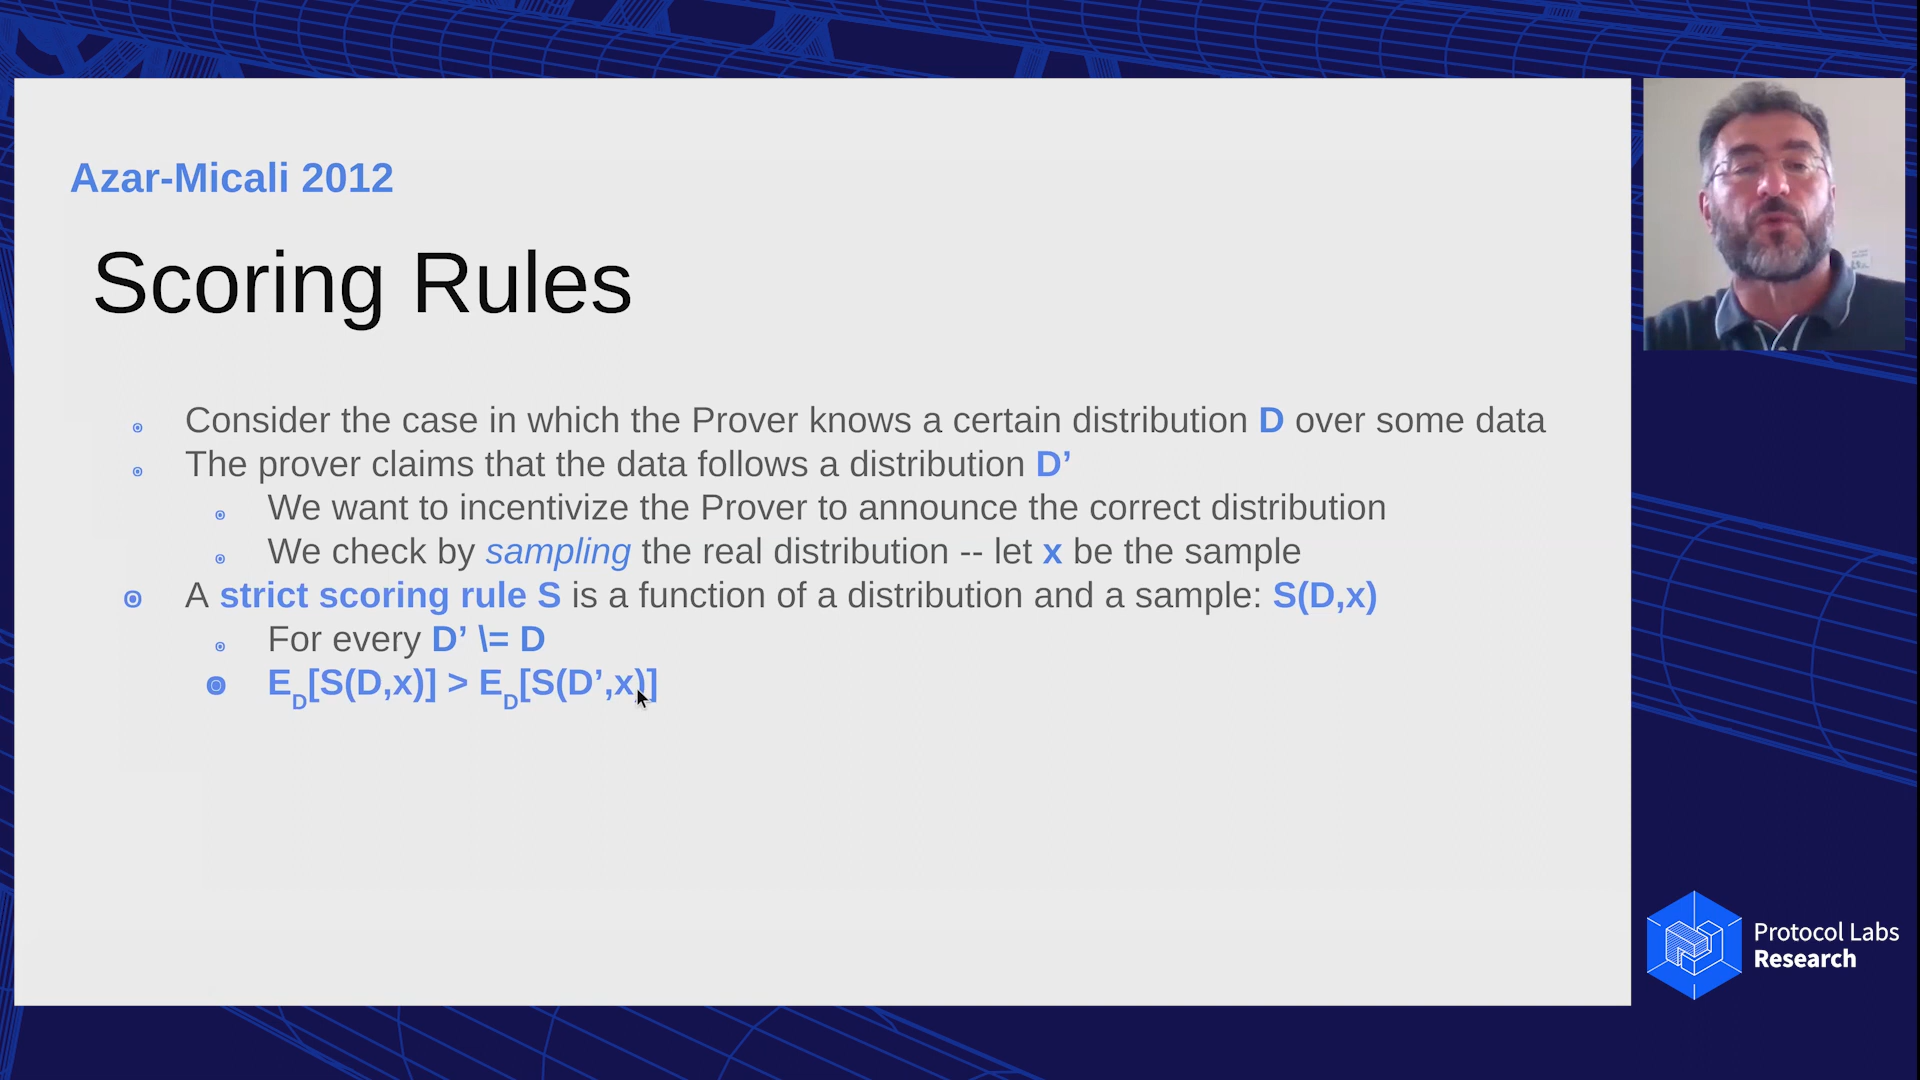 Azar-Micali 2012
Scoring Rules
Consider the case in which the Prover knows a certain distribution D over some data
The prover claims that the data follows a distribution D’
We want to incentivize the Prover to announce the correct distribution
We check by sampling the real distribution -- let x be the sample
A strict scoring rule S is a function of a distribution and a sample: S(D,x)
For every D’ \= D
E_D[S(D,x)] > E_D[S(D’,x)]
Protocol Labs
Research